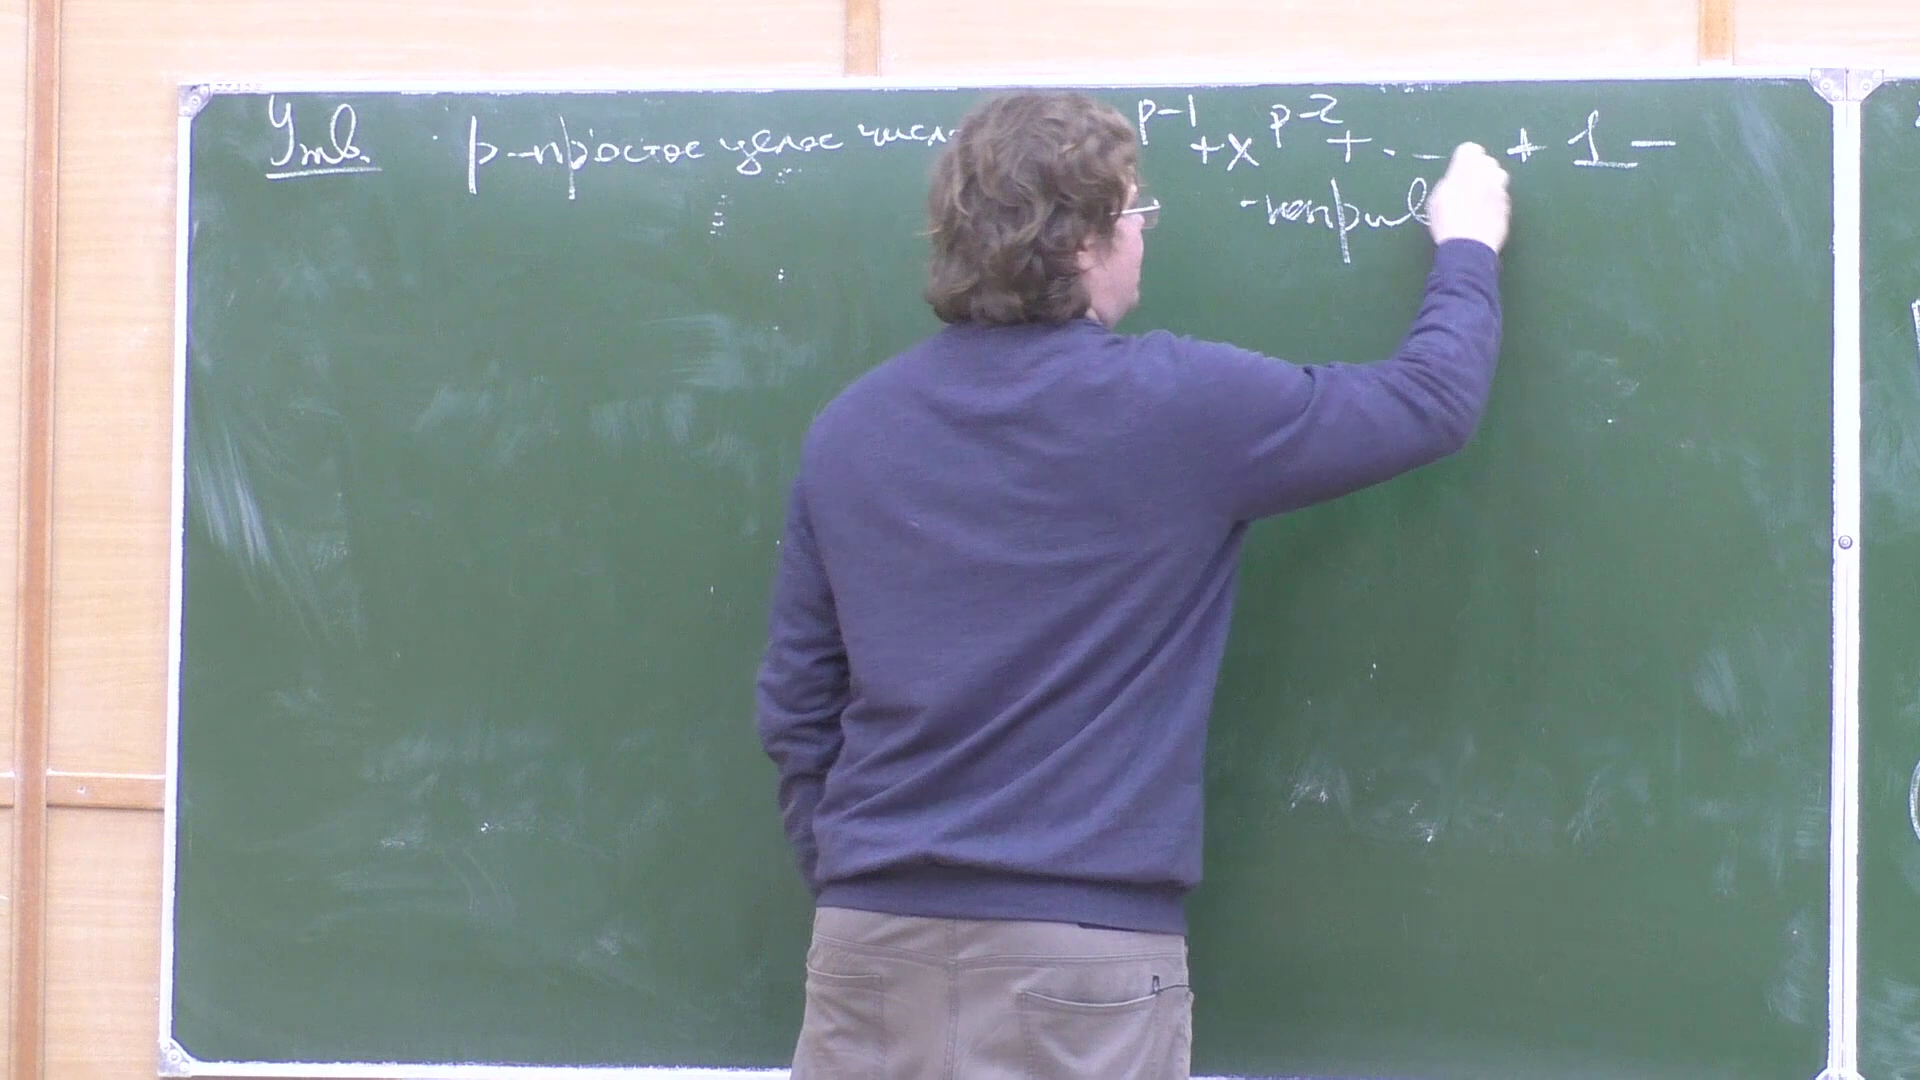 Утв. p - простое целое числ p-1 + x^{p-2} + . . . + 1 -
- неприв